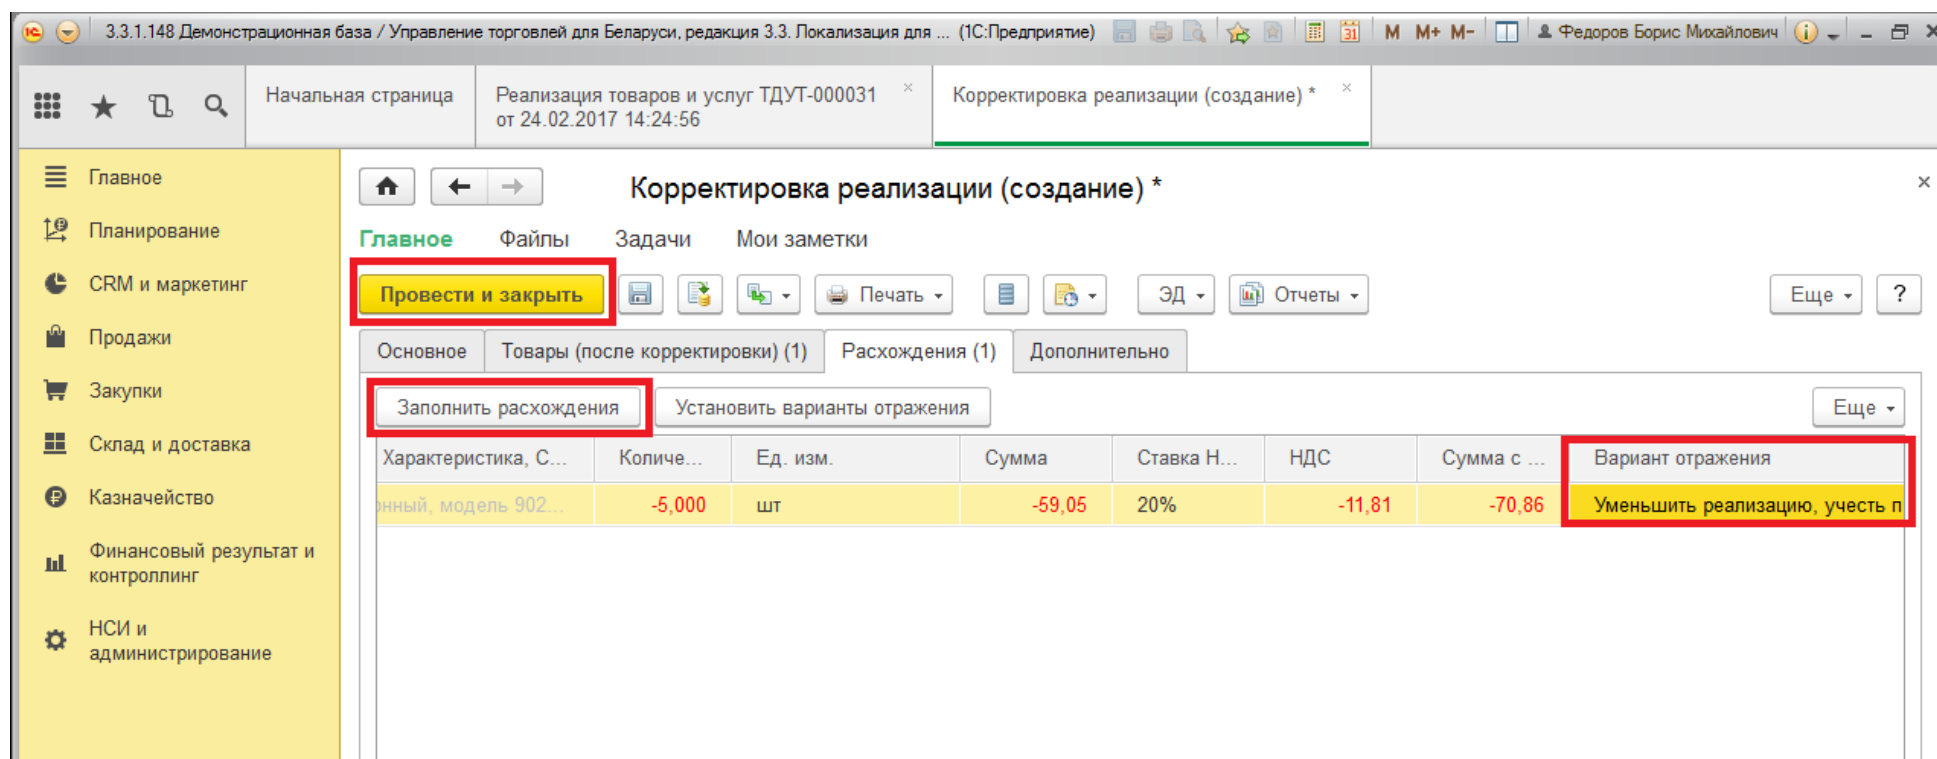 3.3.1.148 Демонстрационная база / Управление торговлей для Беларуси, редакция 3.3. Локализация для ... (1С:Предприятие)
31
M M+ M-
Федоров Борис Михайлович
Начальная страница
Реализация товаров и услуг ТДУТ-000031
от 24.02.2017 14:24:56
Корректировка реализации (создание) *
Главное
Планирование
CRM и маркетинг
Продажи
Закупки
Склад и доставка
Казначейство
Финансовый результат и
контроллинг
НСИ и
администрирование
Корректировка реализации (создание) *
Главное Файлы Задачи Мои заметки
Провести и закрыть Печать ЭД Отчеты Еще ?
Основное Товары (после корректировки) (1) Расхождения (1) Дополнительно
Заполнить расхождения Установить варианты отражения Еще
Характеристика, С... Количе... Ед. изм. Сумма Ставка Н... НДС Сумма с ... Вариант отражения
онный, модель 902... -5,000 шт -59,05 20% -11,81 -70,86 Уменьшить реализацию, учесть п